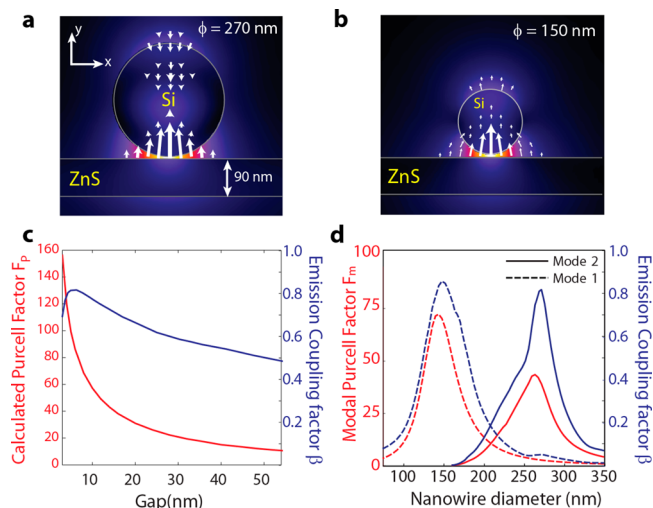 a
y
x
ϕ = 270 nm
Si
ZnS
90 nm
b
ϕ = 150 nm
Si
ZnS
c
Calculated Purcell Factor Fp
160
140
120
100
80
60
40
20
0
10 20 30 40 50
Gap(nm)
1.0
0.8
0.6
0.4
0.2
Emission Coupling factor β
d
Modal Purcell Factor Fm
100
75
50
25
0
Mode 2
Mode 1
100 150 200 250 300 350
Nanowire diameter (nm)
1.0
0.8
0.6
0.4
0.2
Emission Coupling factor β